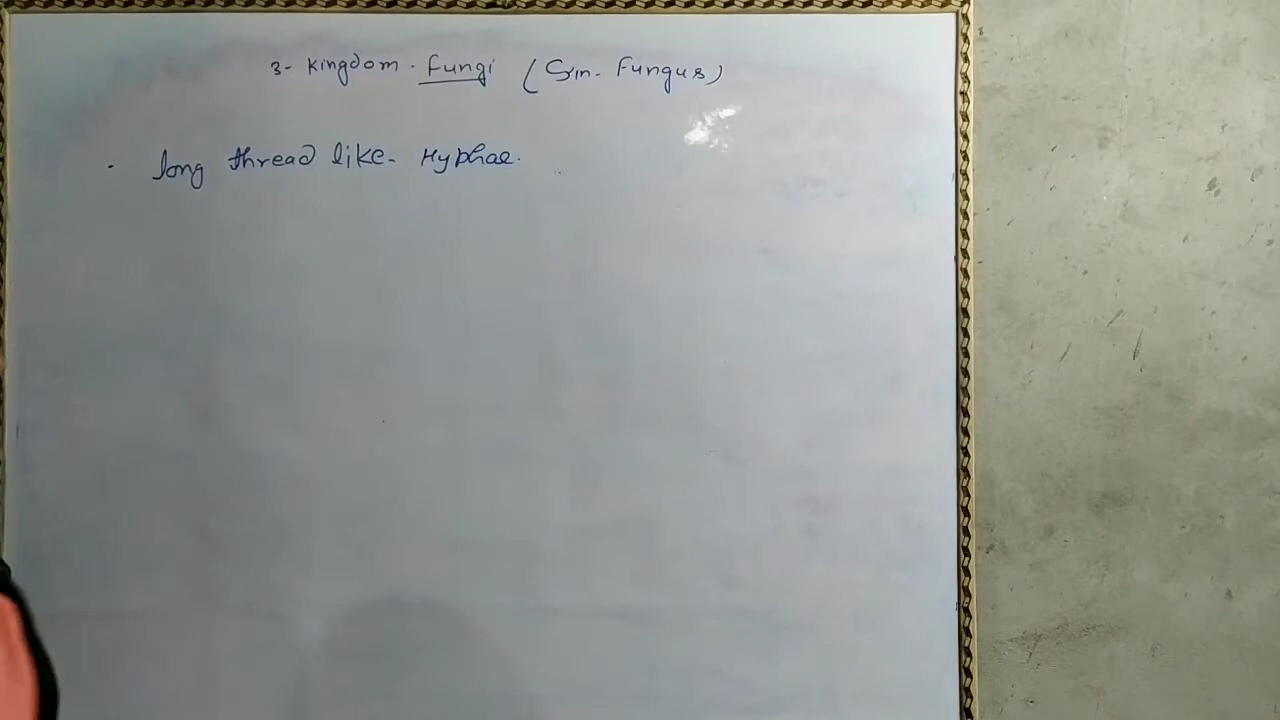 3- Kingdom. Fungi (Sin. Fungus)
· long thread like- Hyphae.